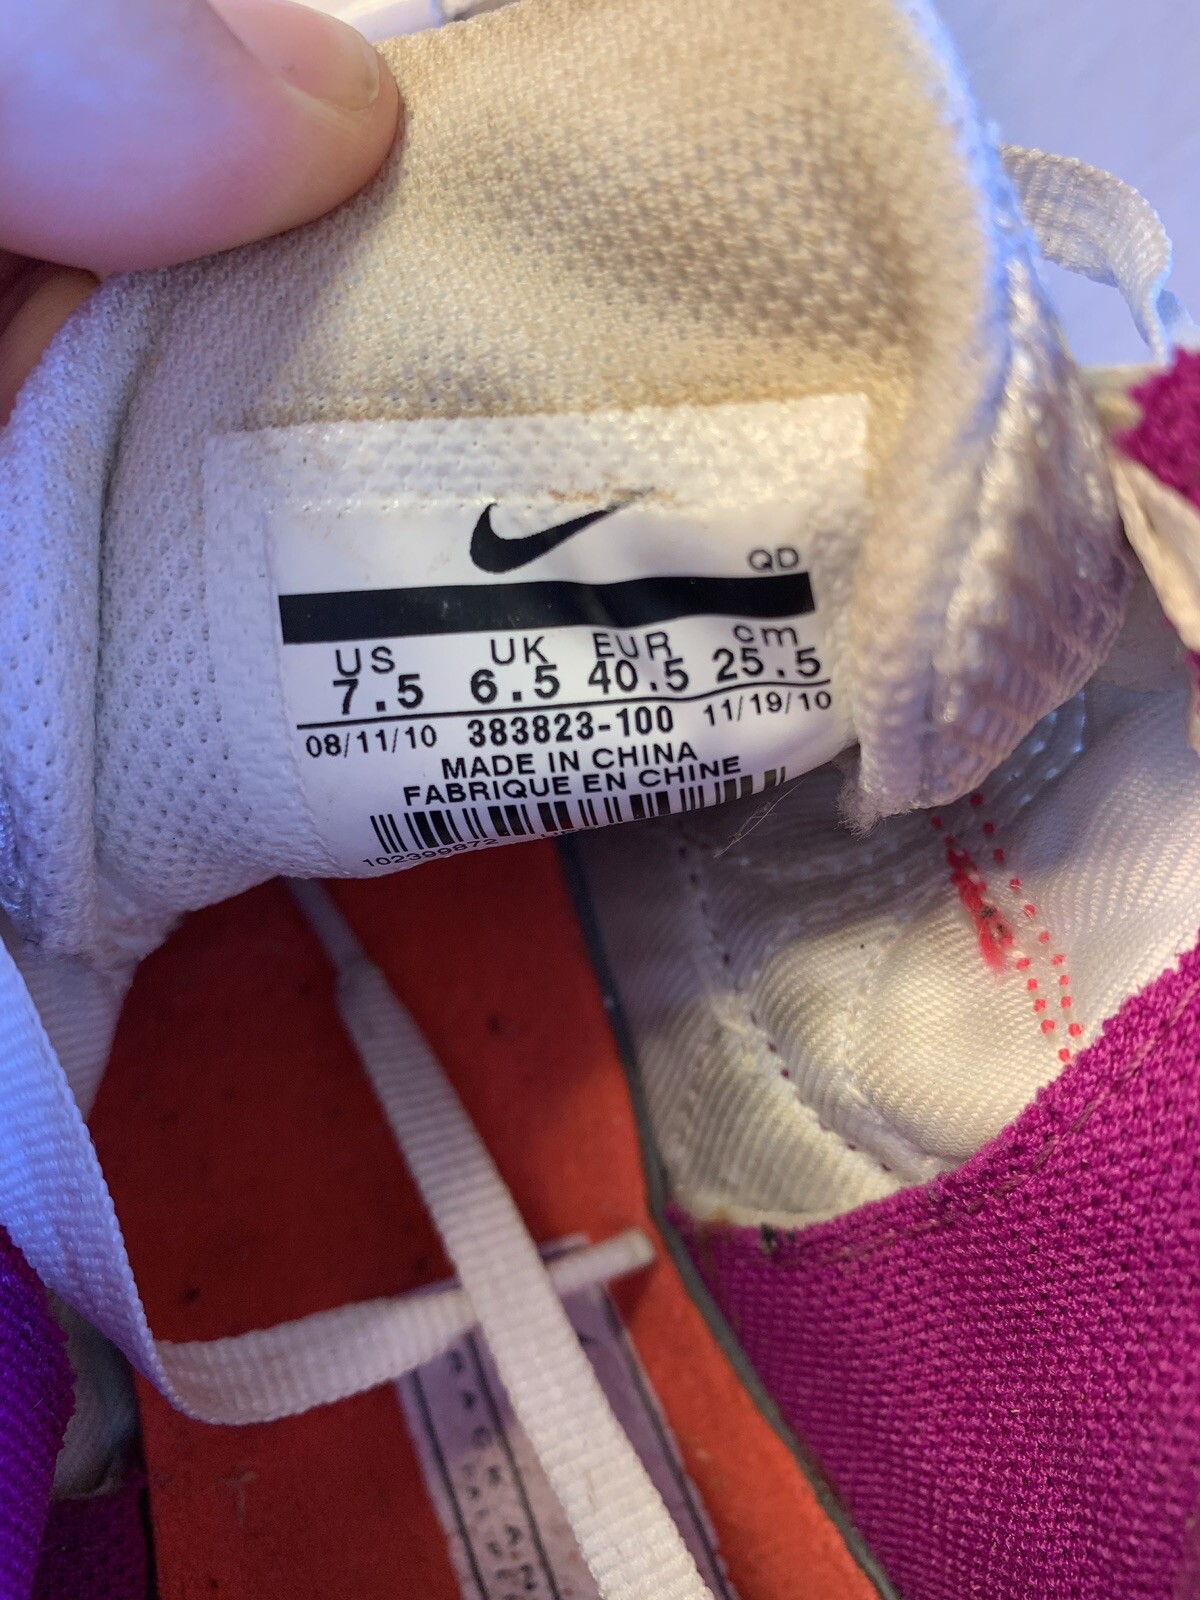 QD
US UK EUR cm
7.5 6.5 40.5 25.5
08/11/10 383823-100 11/19/10
MADE IN CHINA
FABRIQUE EN CHINE
102399872